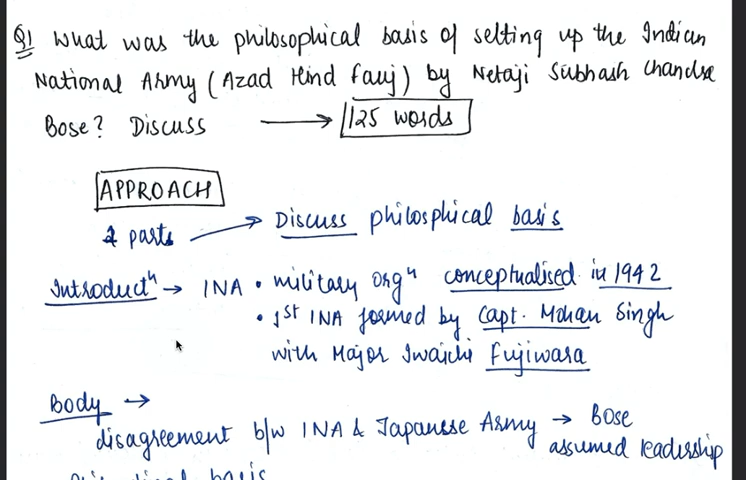 Q1 What was the philosophical basis of setting up the Indian
National Army (Azad Hind Fauj) by Netaji Subhash Chandra
Bose? Discuss → 125 words
APPROACH
2 parts → Discuss philosphical basis
Introductⁿ → INA • military orgⁿ conceptualised in 1942
• 1st INA formed by Capt. Mohan Singh
with Major Iwaichi Fujiwara
Body →
disagreement b/w INA & Japanese Army → Bose
assumed leadership
basis